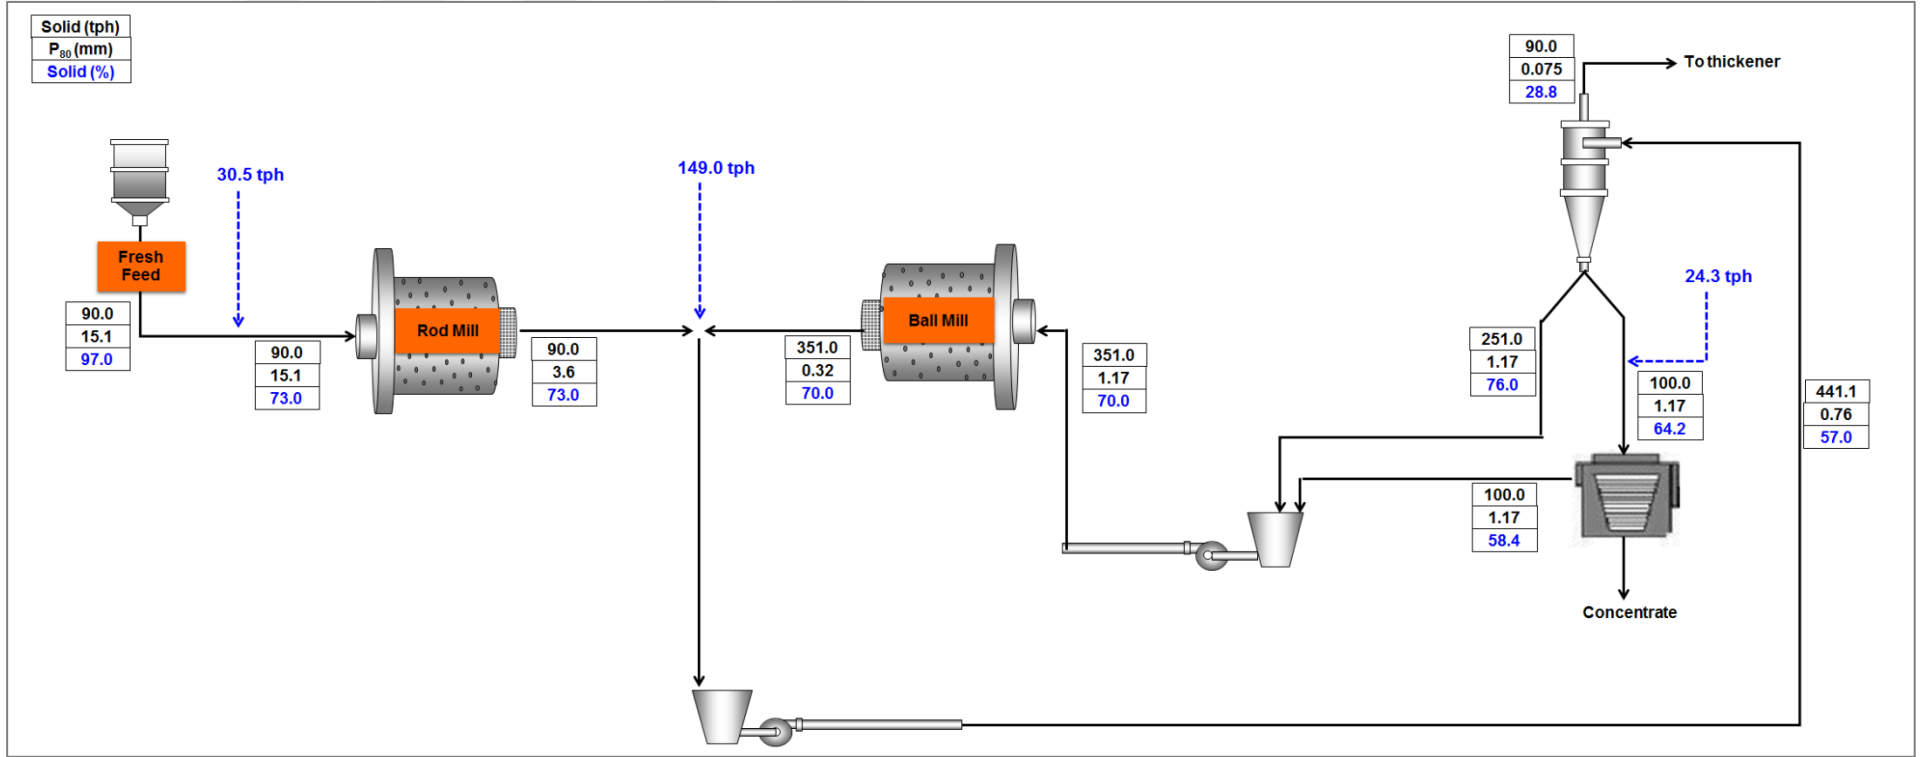 Solid (tph)
P80 (mm)
Solid (%)
90.0
0.075
28.8
To thickener
30.5 tph
149.0 tph
Fresh
Feed
90.0
15.1
97.0
90.0
15.1
73.0
Rod Mill
90.0
3.6
73.0
351.0
0.32
70.0
Ball Mill
351.0
1.17
70.0
24.3 tph
251.0
1.17
76.0
100.0
1.17
64.2
441.1
0.76
57.0
100.0
1.17
58.4
Concentrate